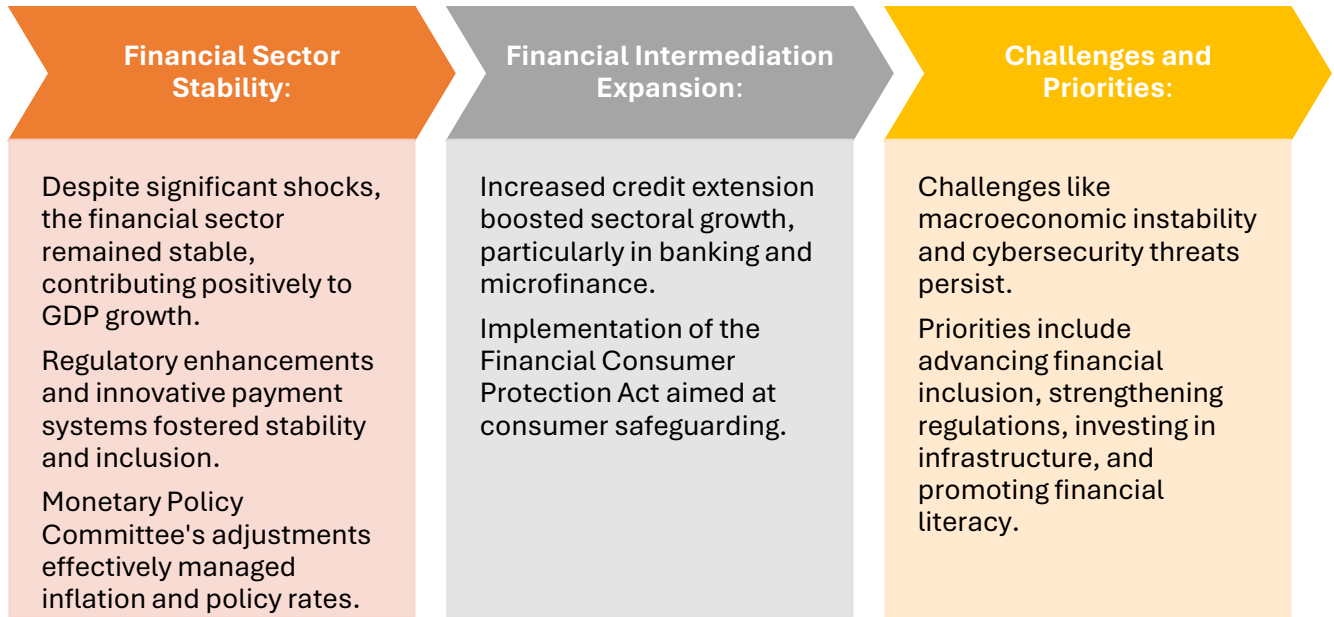 Financial Sector
Stability:
Despite significant shocks,
the financial sector
remained stable,
contributing positively to
GDP growth.
Regulatory enhancements
and innovative payment
systems fostered stability
and inclusion.
Monetary Policy
Committee's adjustments
effectively managed
inflation and policy rates.
Financial Intermediation
Expansion:
Increased credit extension
boosted sectoral growth,
particularly in banking and
microfinance.
Implementation of the
Financial Consumer
Protection Act aimed at
consumer safeguarding.
Challenges and
Priorities:
Challenges like
macroeconomic instability
and cybersecurity threats
persist.
Priorities include
advancing financial
inclusion, strengthening
regulations, investing in
infrastructure, and
promoting financial
literacy.